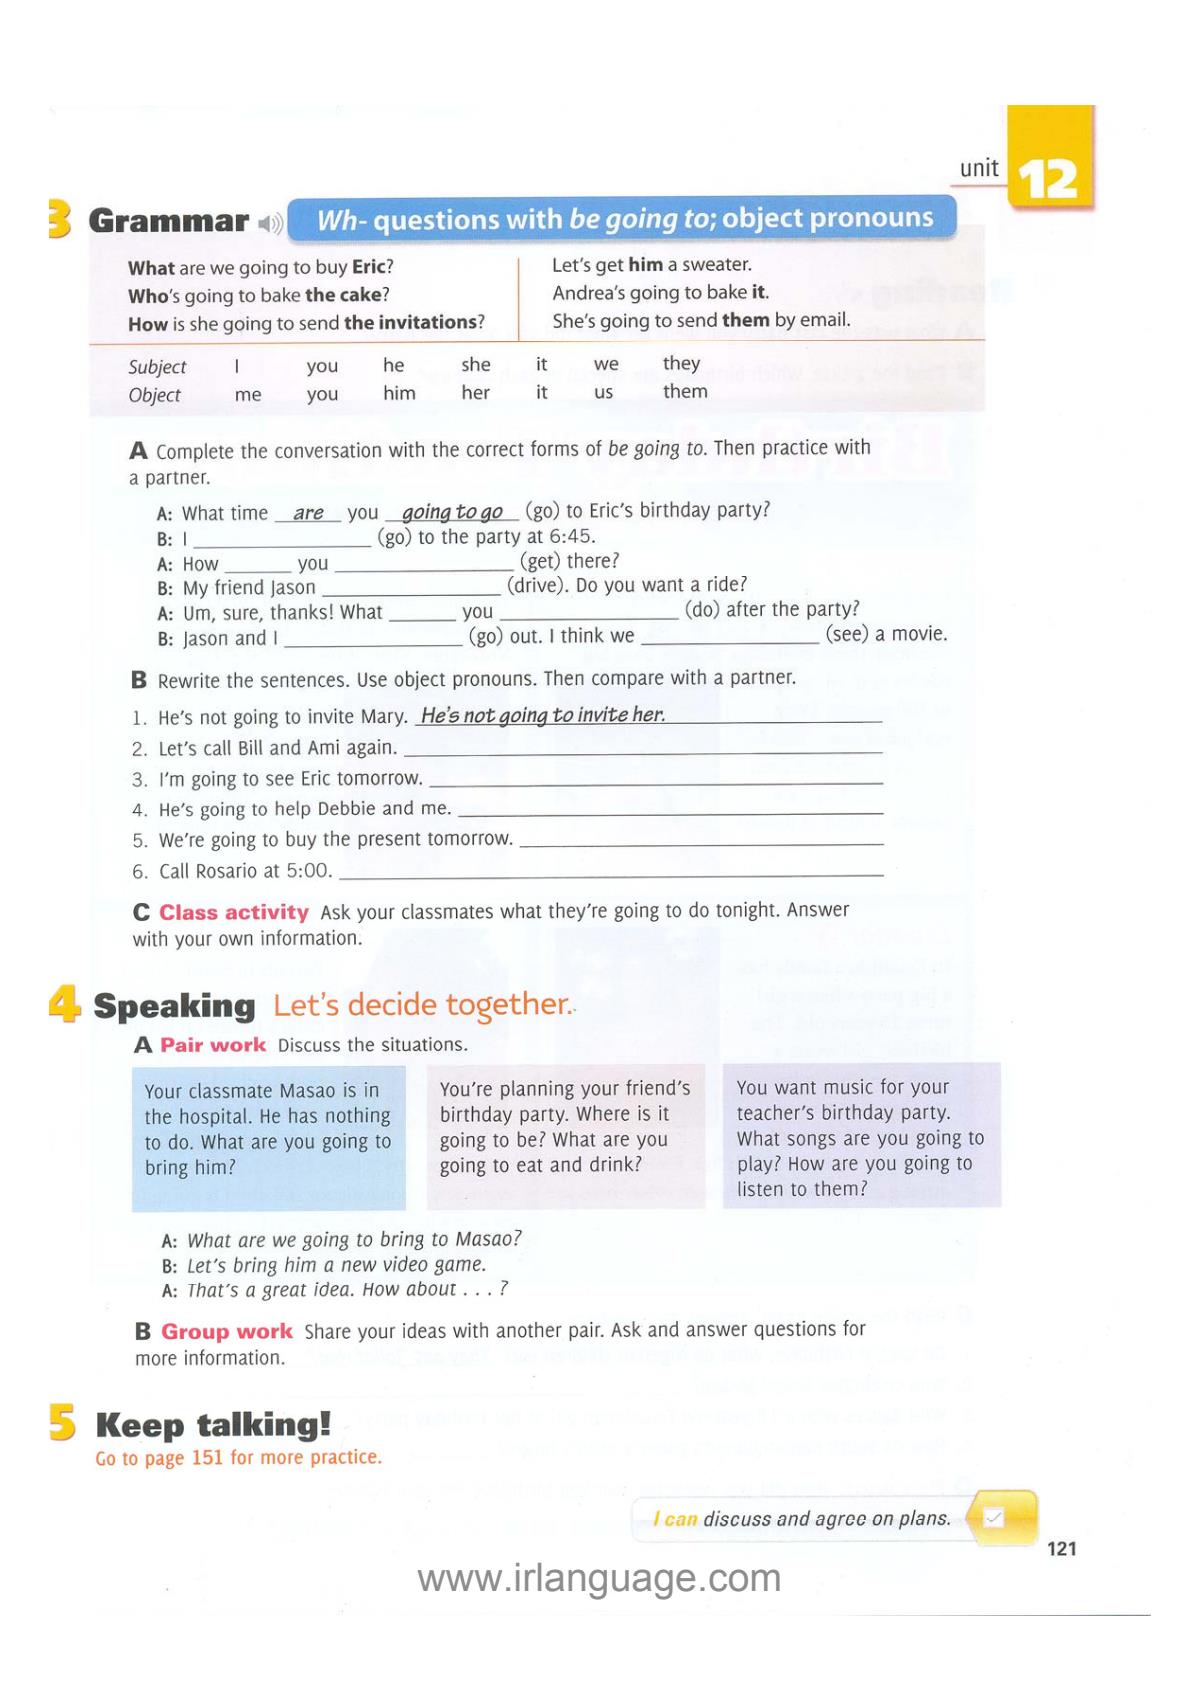 unit 12
3 Grammar Wh- questions with be going to; object pronouns
What are we going to buy Eric?
Who's going to bake the cake?
How is she going to send the invitations?
Let's get him a sweater.
Andrea's going to bake it.
She's going to send them by email.
Subject I you he she it we they
Object me you him her it us them
A Complete the conversation with the correct forms of be going to. Then practice with
a partner.
A: What time are you going to go (go) to Eric's birthday party?
B: I ____ (go) to the party at 6:45.
A: How ____ you ____ (get) there?
B: My friend Jason ____ (drive). Do you want a ride?
A: Um, sure, thanks! What ____ you ____ (do) after the party?
B: Jason and I ____ (go) out. I think we ____ (see) a movie.
B Rewrite the sentences. Use object pronouns. Then compare with a partner.
1. He's not going to invite Mary. He's not going to invite her.
2. Let's call Bill and Ami again.
3. I'm going to see Eric tomorrow.
4. He's going to help Debbie and me.
5. We're going to buy the present tomorrow.
6. Call Rosario at 5:00.
C Class activity Ask your classmates what they're going to do tonight. Answer
with your own information.
4 Speaking Let's decide together.
A Pair work Discuss the situations.
Your classmate Masao is in
the hospital. He has nothing
to do. What are you going to
bring him?
You're planning your friend's
birthday party. Where is it
going to be? What are you
going to eat and drink?
You want music for your
teacher's birthday party.
What songs are you going to
play? How are you going to
listen to them?
A: What are we going to bring to Masao?
B: Let's bring him a new video game.
A: That's a great idea. How about . . . ?
B Group work Share your ideas with another pair. Ask and answer questions for
more information.
5 Keep talking!
Go to page 151 for more practice.
I can discuss and agree on plans.
121
www.irlanguage.com